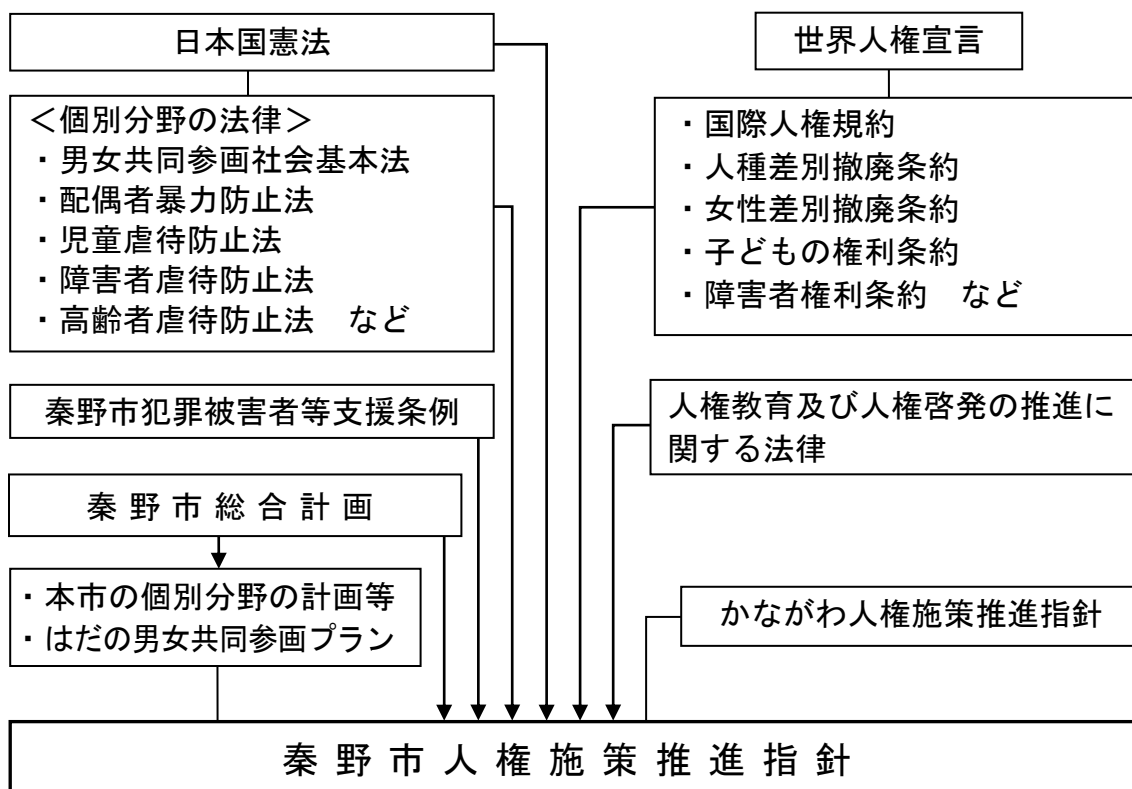 日本国憲法
＜個別分野の法律＞
・男女共同参画社会基本法
・配偶者暴力防止法
・児童虐待防止法
・障害者虐待防止法
・高齢者虐待防止法　など
秦野市犯罪被害者等支援条例
秦野市総合計画
・本市の個別分野の計画等
・はだの男女共同参画プラン
世界人権宣言
・国際人権規約
・人種差別撤廃条約
・女性差別撤廃条約
・子どもの権利条約
・障害者権利条約　など
人権教育及び人権啓発の推進に
関する法律
かながわ人権施策推進指針
秦野市人権施策推進指針